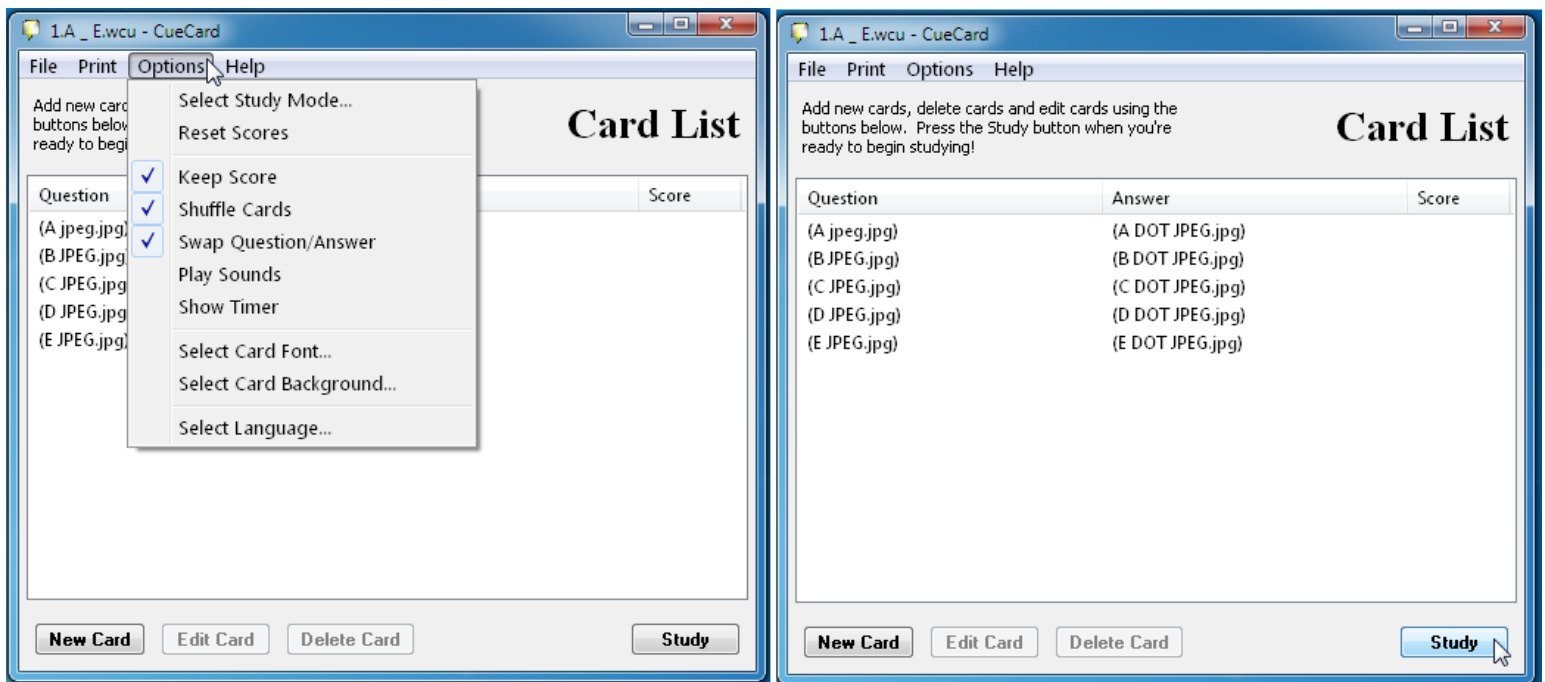 1.A _ E.wcu - CueCard
File Print Options Help
Add new card
buttons below
ready to begi
Card List
Select Study Mode...
Reset Scores
Keep Score
Shuffle Cards
Swap Question/Answer
Play Sounds
Show Timer
Select Card Font...
Select Card Background...
Select Language...
Question Score
(A jpeg.jpg)
(B JPEG.jpg
(C JPEG.jpg
(D JPEG.jpg
(E JPEG.jpg)
New Card Edit Card Delete Card Study
1.A _ E.wcu - CueCard
File Print Options Help
Add new cards, delete cards and edit cards using the
buttons below. Press the Study button when you're
ready to begin studying!
Card List
Question Answer Score
(A jpeg.jpg) (A DOT JPEG.jpg)
(B JPEG.jpg) (B DOT JPEG.jpg)
(C JPEG.jpg) (C DOT JPEG.jpg)
(D JPEG.jpg) (D DOT JPEG.jpg)
(E JPEG.jpg) (E DOT JPEG.jpg)
New Card Edit Card Delete Card Study